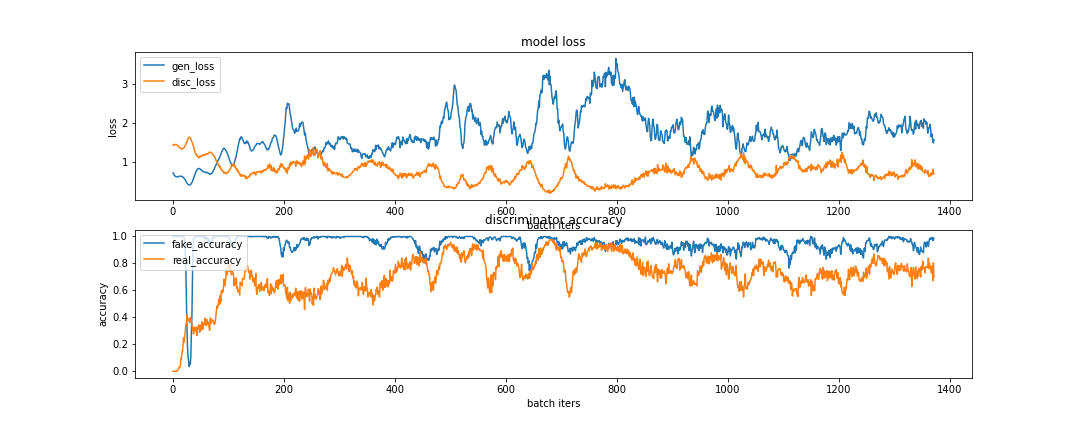 model loss
gen_loss
disc_loss
loss
3
2
1
0 200 400 600 800 1000 1200 1400
batch iters
discriminator accuracy
fake_accuracy
real_accuracy
accuracy
1.0
0.8
0.6
0.4
0.2
0.0
0 200 400 600 800 1000 1200 1400
batch iters